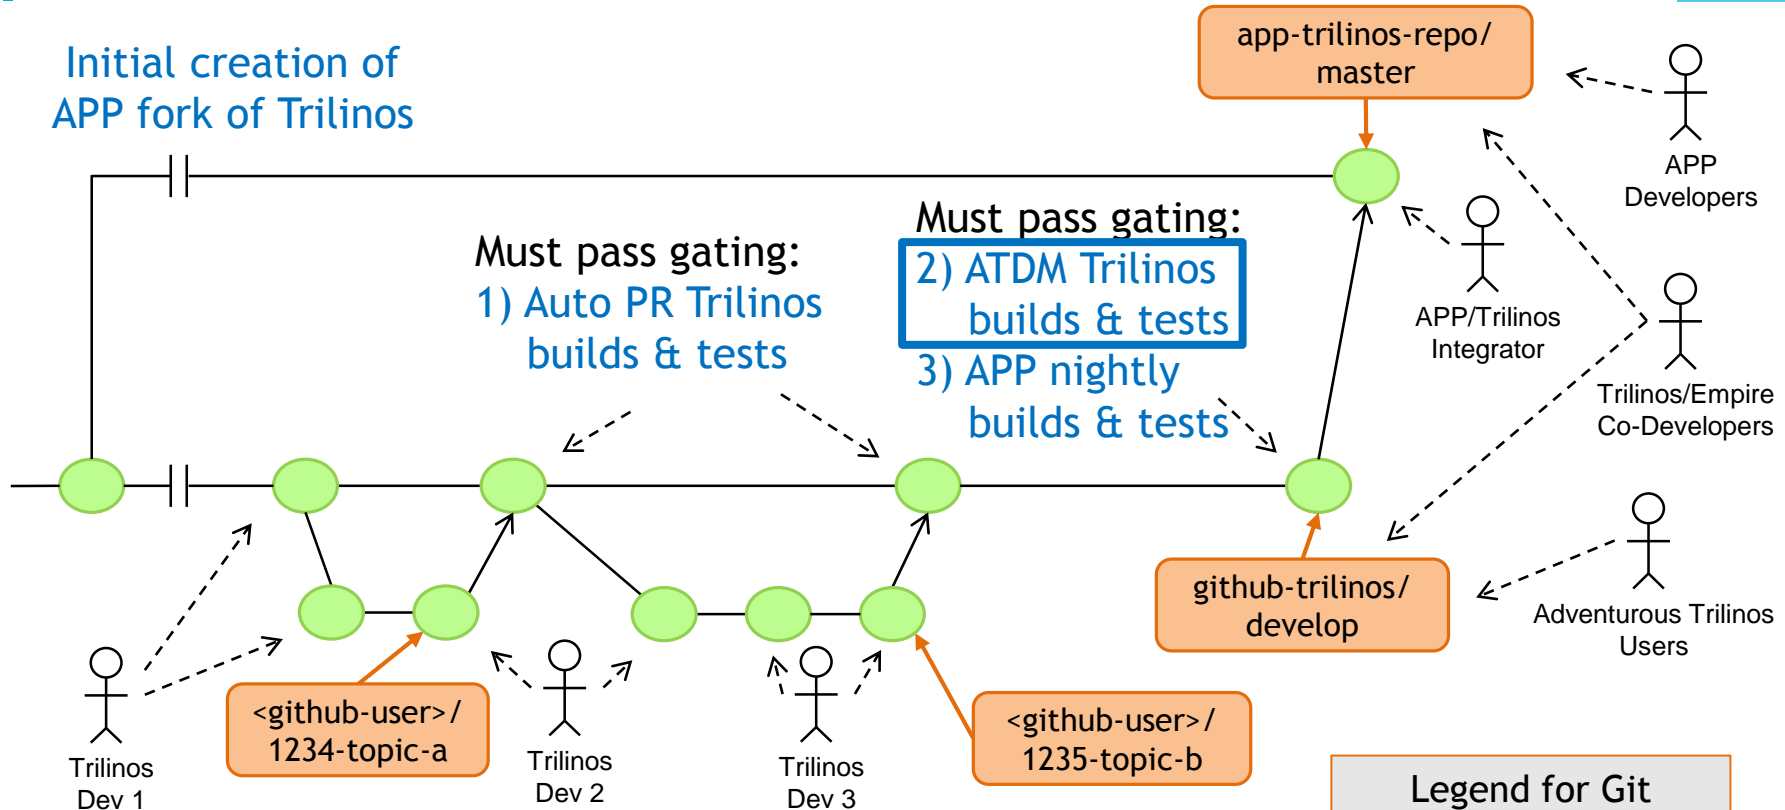 Initial creation of
APP fork of Trilinos
app-trilinos-repo/
master
APP
Developers
Must pass gating:
1) Auto PR Trilinos
builds & tests
Must pass gating:
2) ATDM Trilinos
builds & tests
3) APP nightly
builds & tests
APP/Trilinos
Integrator
Trilinos/Empire
Co-Developers
github-trilinos/
develop
Adventurous Trilinos
Users
Trilinos
Dev 1
<github-user>/
1234-topic-a
Trilinos
Dev 2
Trilinos
Dev 3
<github-user>/
1235-topic-b
Legend for Git